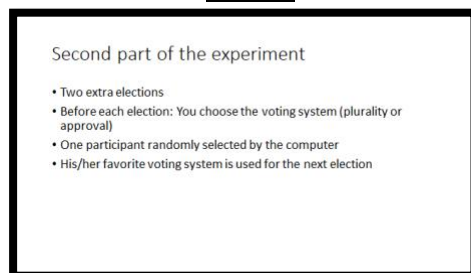 Second part of the experiment
• Two extra elections
• Before each election: You choose the voting system (plurality or
approval)
• One participant randomly selected by the computer
• His/her favorite voting system is used for the next election